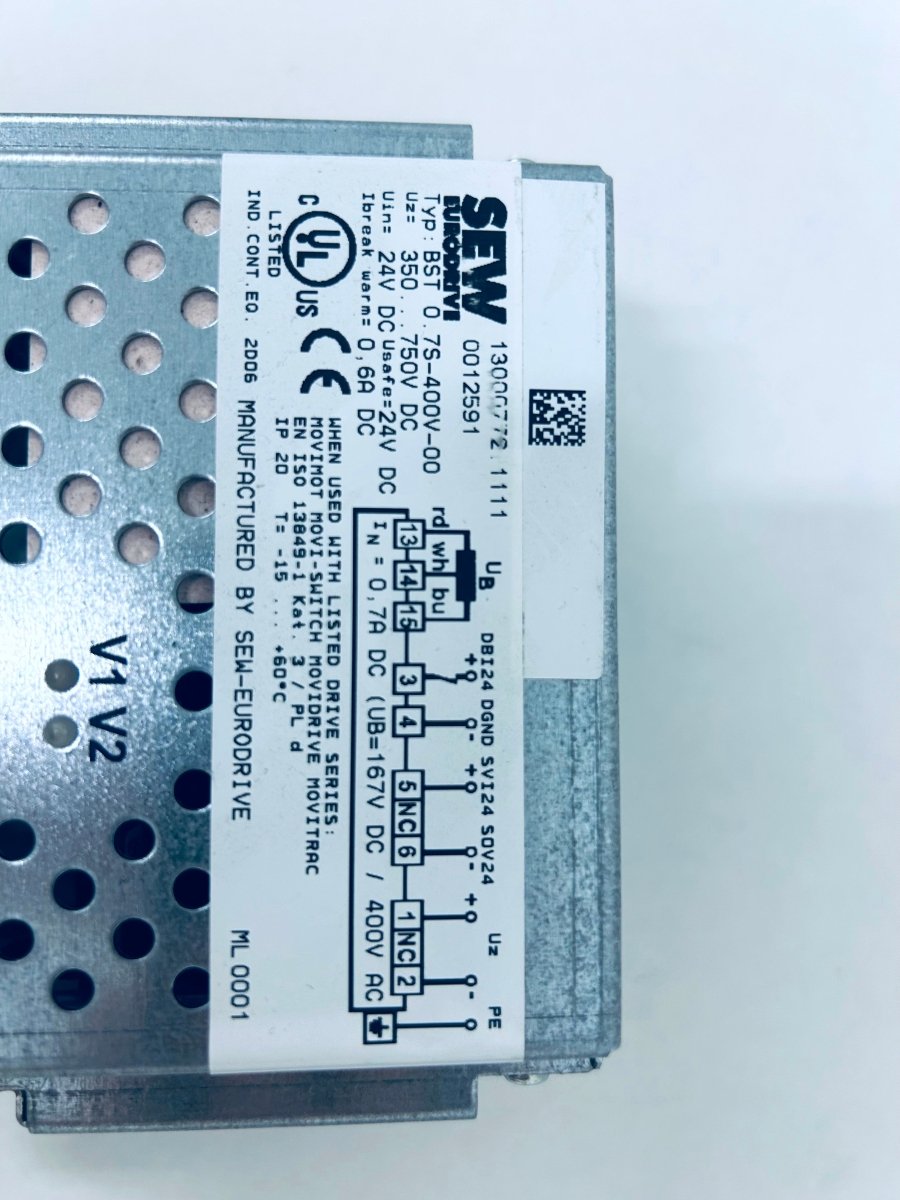 SEW
EURODRIVE
13000772.1111
0012591
Typ: BST 0.7S-400V-00
Uz= 350...750V DC
Uin= 24V DC Usafe=24V DC
Ibreak warm= 0,6A DC
C UL US
LISTED
IND.CONT.EQ. 2D06
CE
WHEN USED WITH LISTED DRIVE SERIES:
MOVIMOT MOVI-SWITCH MOVIDRIVE MOVITRAC
EN ISO 13849-1 Kat. 3 / PL d
IP 20 T= -15 ... +60°C
MANUFACTURED BY SEW-EURODRIVE
ML 0001
UB
DBI24 DGND SVI24 SOV24 Uz PE
+ - + - + -
rd wh bu
13 14 15 3 4 5 NC 6 1 NC 2
IN = 0,7A DC (UB=167V DC / 400V AC
V1 V2